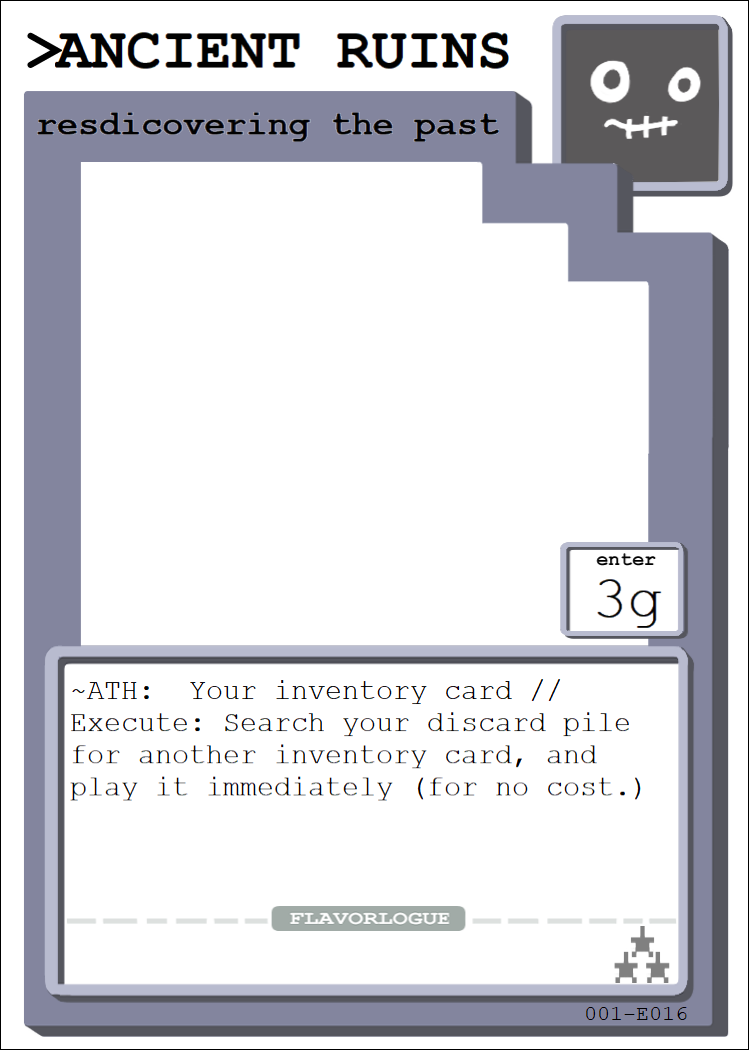 >ANCIENT RUINS
resdicovering the past
enter
3g
~ATH:  Your inventory card //
Execute: Search your discard pile
for another inventory card, and
play it immediately (for no cost.)
FLAVORLOGUE
001-E016